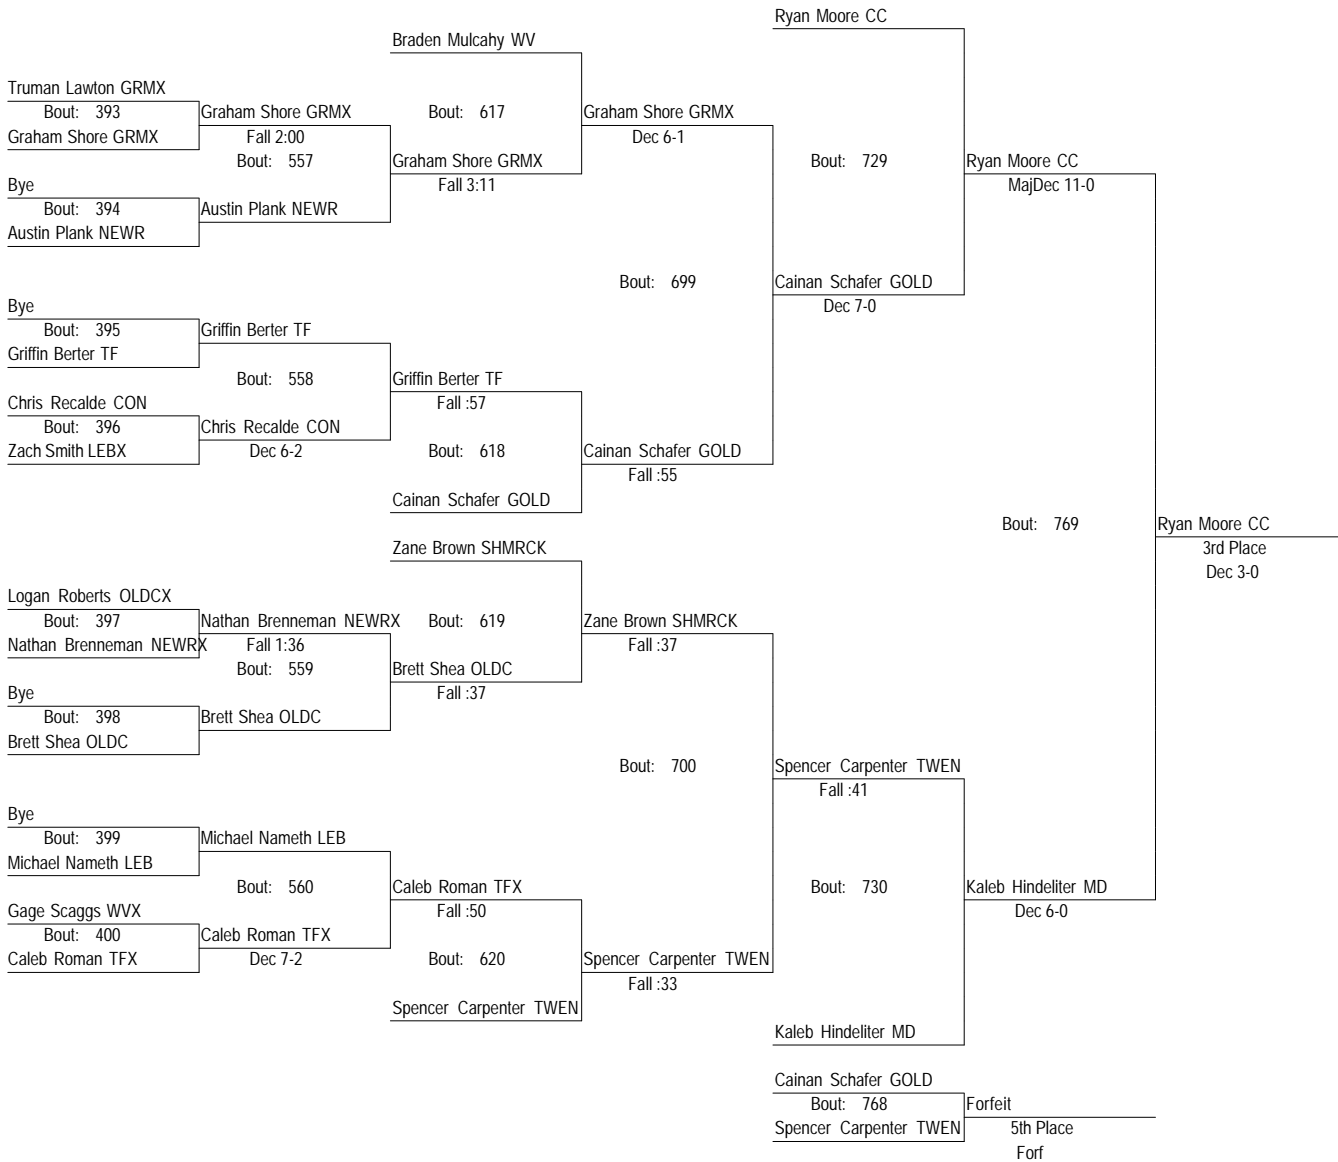 Ryan Moore CC
Braden Mulcahy WV
Truman Lawton GRMX
Bout: 393
Graham Shore GRMX
Bout: 617
Graham Shore GRMX
Graham Shore GRMX
Fall 2:00
Dec 6-1
Bout: 557
Graham Shore GRMX
Bout: 729
Ryan Moore CC
Bye
Fall 3:11
MajDec 11-0
Bout: 394
Austin Plank NEWR
Austin Plank NEWR
Bout: 699
Cainan Schafer GOLD
Bye
Dec 7-0
Bout: 395
Griffin Berter TF
Griffin Berter TF
Bout: 558
Griffin Berter TF
Chris Recalde CON
Fall :57
Bout: 396
Chris Recalde CON
Zach Smith LEBX
Dec 6-2
Bout: 618
Cainan Schafer GOLD
Fall :55
Cainan Schafer GOLD
Bout: 769
Ryan Moore CC
Zane Brown SHMRCK
3rd Place
Dec 3-0
Logan Roberts OLDCX
Bout: 397
Nathan Brenneman NEWRX
Bout: 619
Zane Brown SHMRCK
Nathan Brenneman NEWRX
Fall 1:36
Fall :37
Bout: 559
Brett Shea OLDC
Bye
Fall :37
Bout: 398
Brett Shea OLDC
Brett Shea OLDC
Bout: 700
Spencer Carpenter TWEN
Fall :41
Bye
Bout: 399
Michael Nameth LEB
Michael Nameth LEB
Bout: 560
Caleb Roman TFX
Bout: 730
Kaleb Hindeliter MD
Gage Scaggs WVX
Fall :50
Dec 6-0
Bout: 400
Caleb Roman TFX
Caleb Roman TFX
Dec 7-2
Bout: 620
Spencer Carpenter TWEN
Fall :33
Spencer Carpenter TWEN
Kaleb Hindeliter MD
Cainan Schafer GOLD
Bout: 768
Forfeit
Spencer Carpenter TWEN
5th Place
Forf